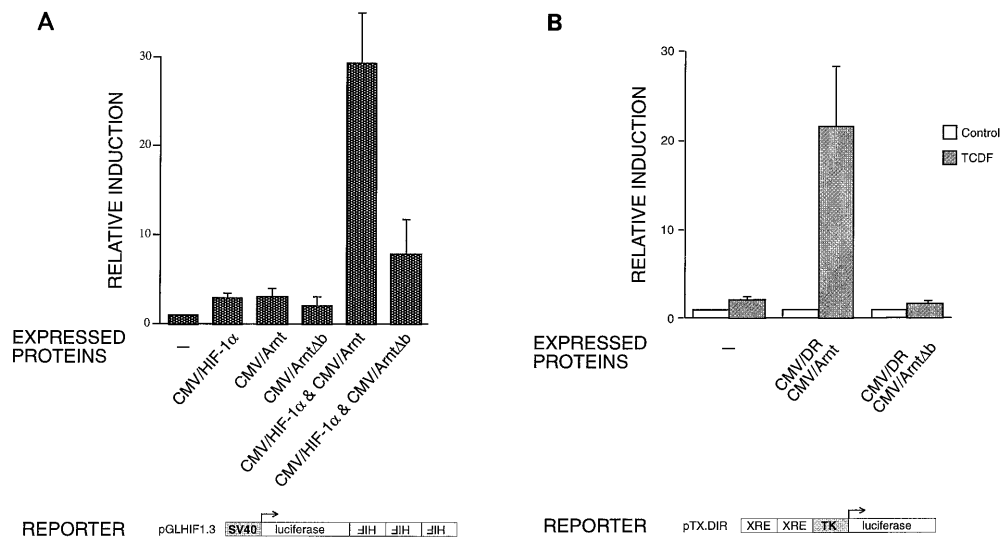 A
RELATIVE INDUCTION
30
20
10
0
EXPRESSED
PROTEINS
–
CMV/HIF-1α
CMV/Arnt
CMV/ArntΔb
CMV/HIF-1α & CMV/Arnt
CMV/HIF-1α & CMV/ArntΔb
REPORTER
pGLHIF1.3 SV40 luciferase HIF HIF HIF
B
RELATIVE INDUCTION
30
20
10
0
Control
TCDF
EXPRESSED
PROTEINS
–
CMV/DR
CMV/Arnt
CMV/DR
CMV/ArntΔb
REPORTER
pTX.DIR XRE XRE TK luciferase